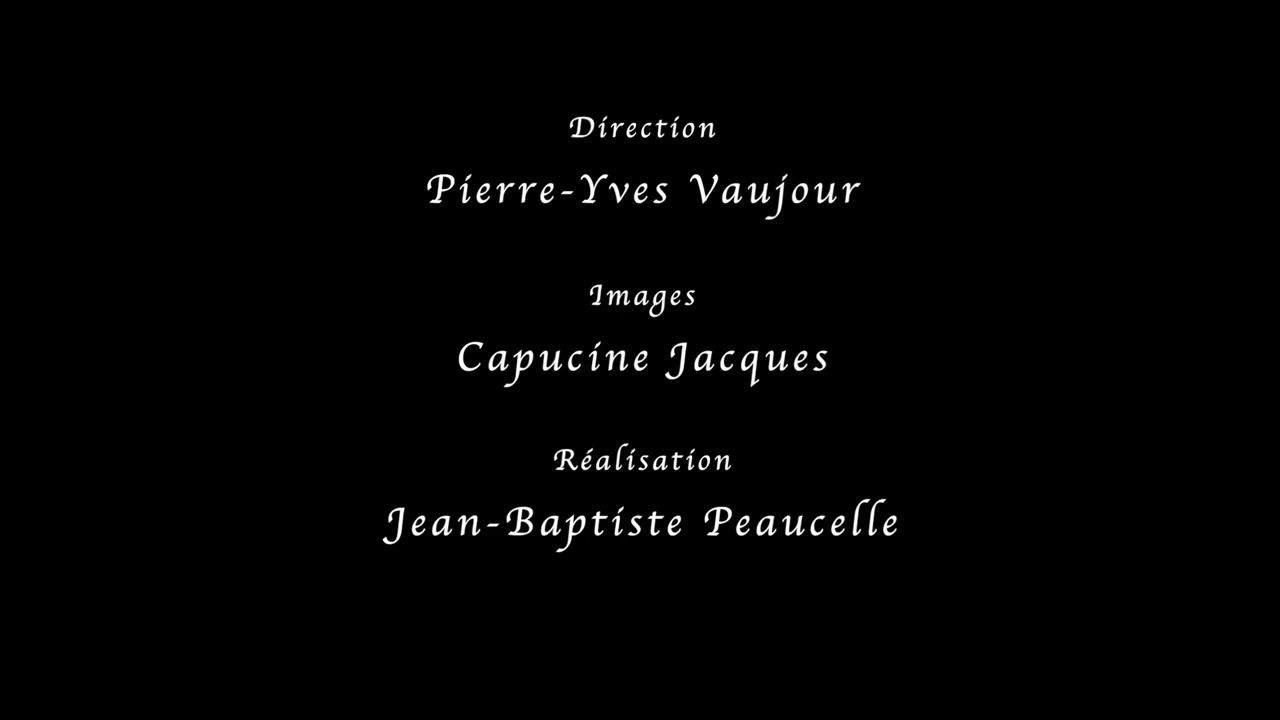 Direction
Pierre-Yves Vaujour
Images
Capucine Jacques
Réalisation
Jean-Baptiste Peaucelle